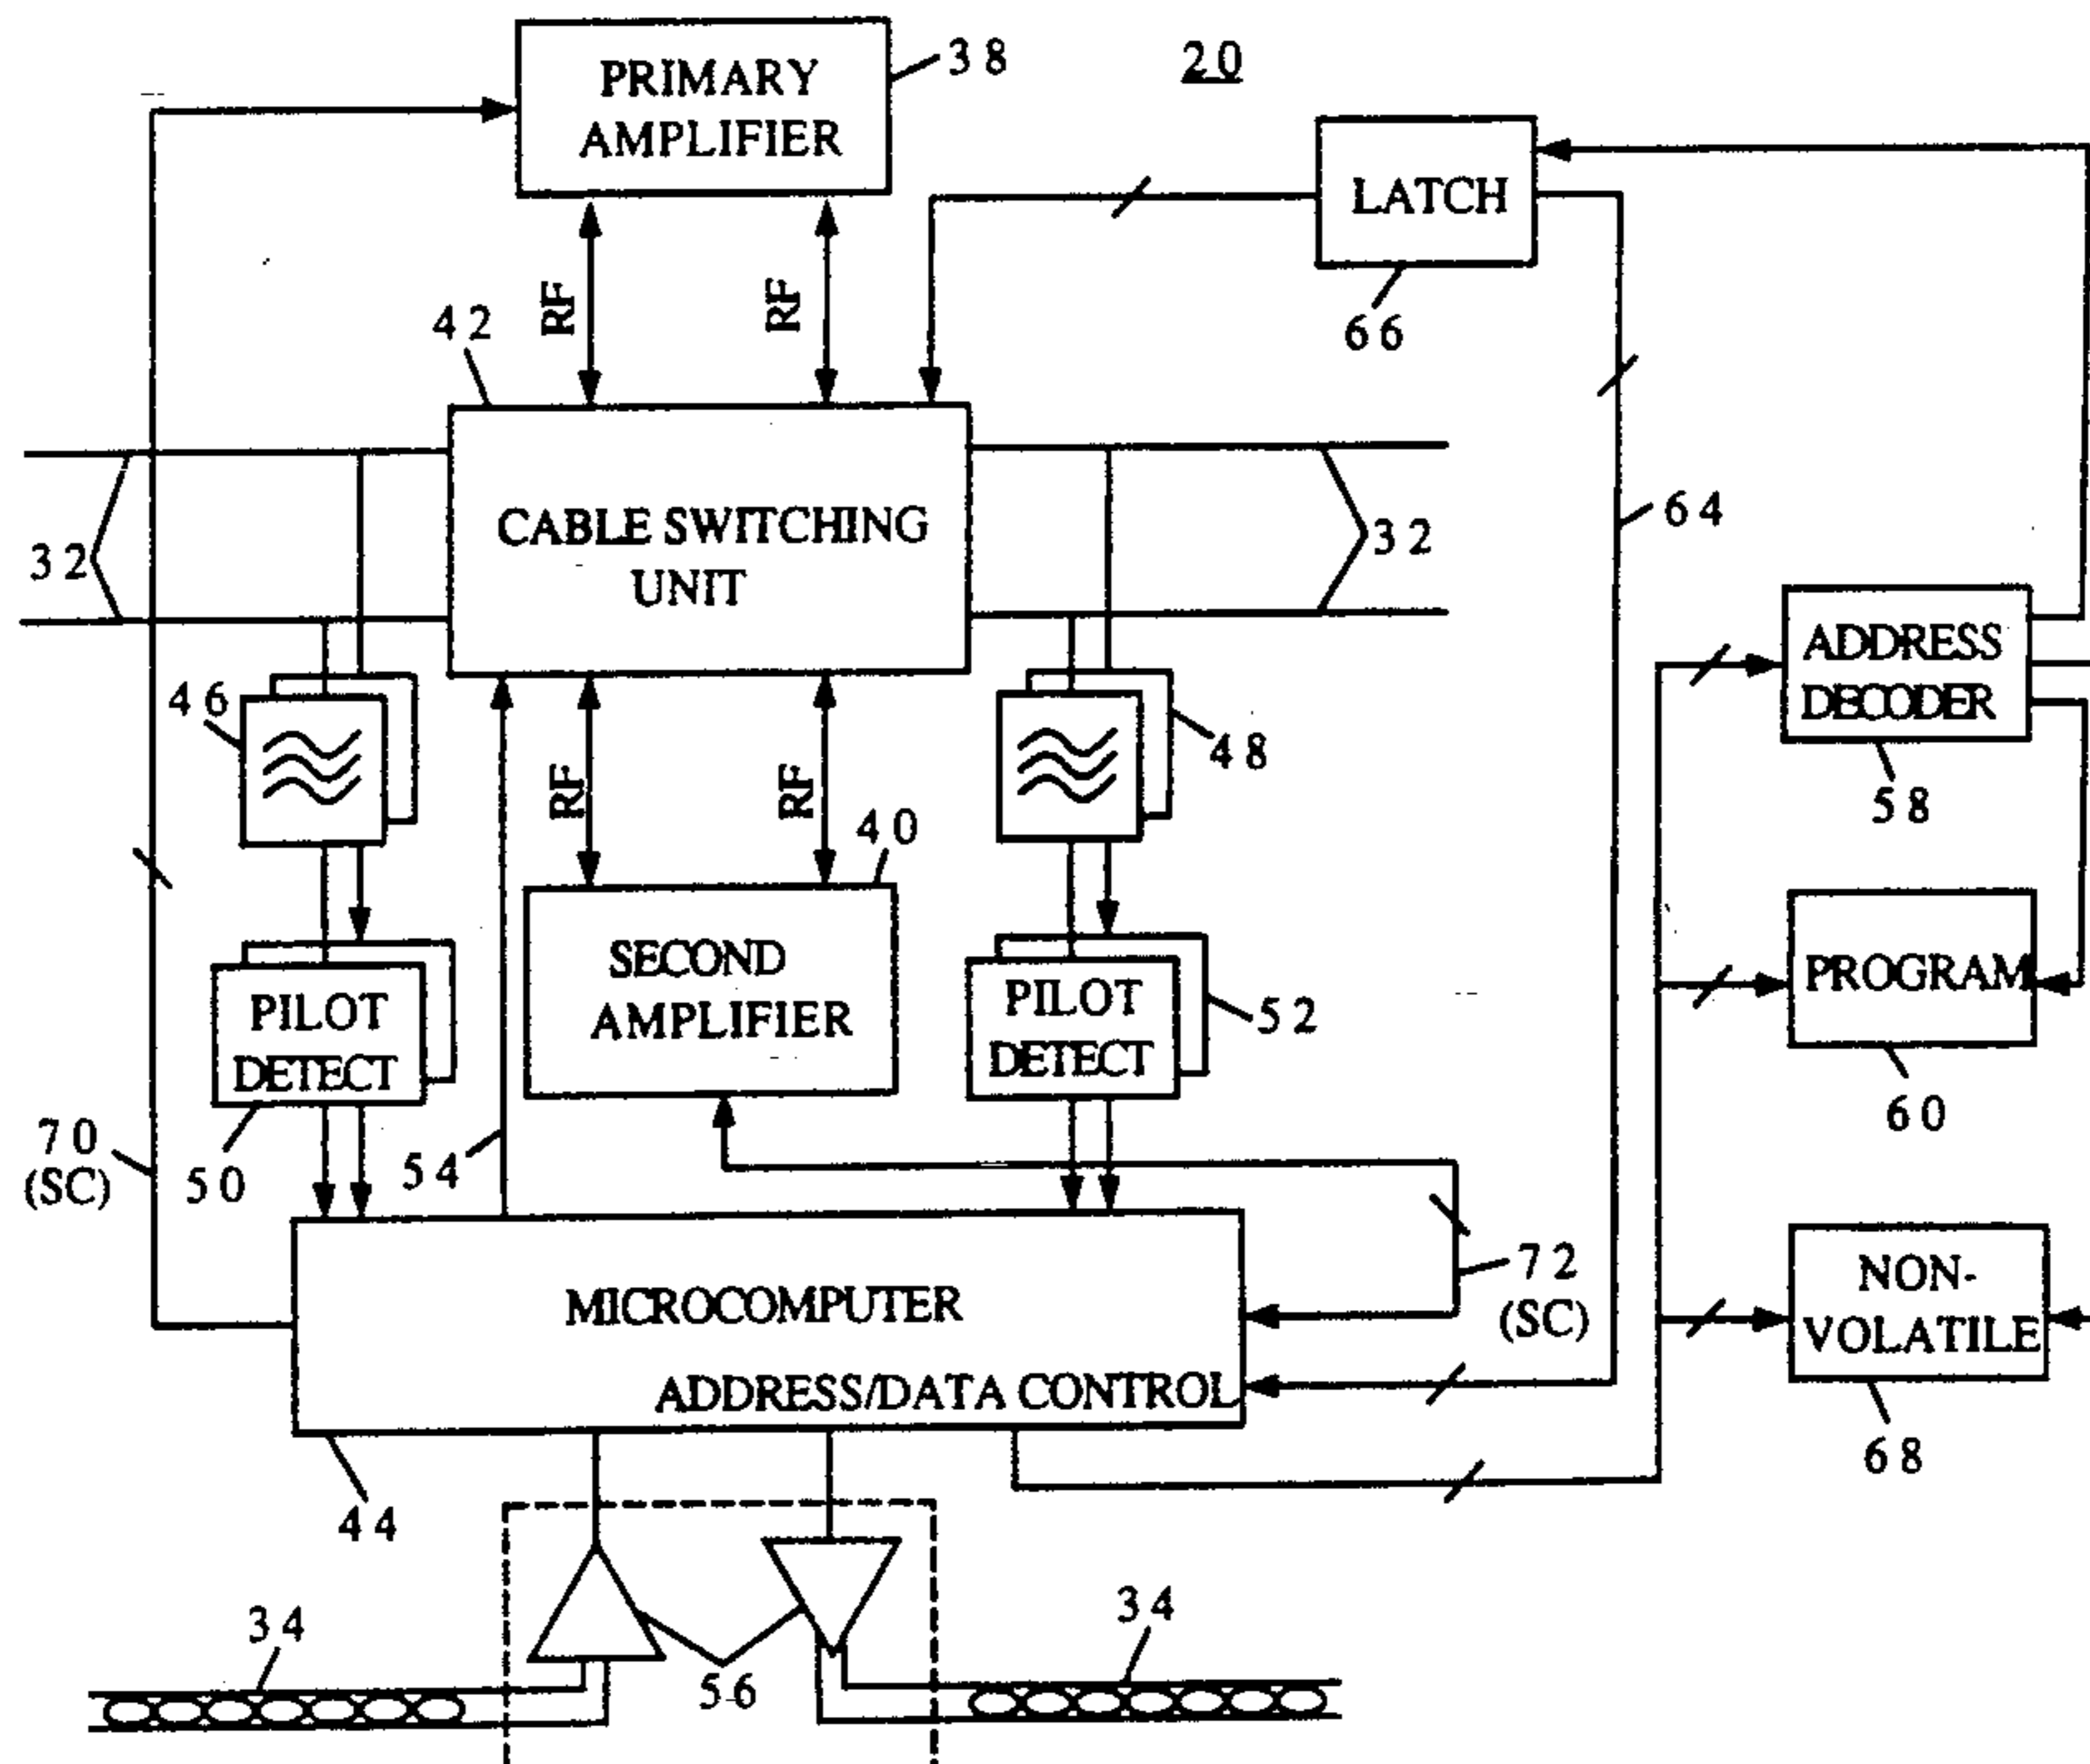 PRIMARY
AMPLIFIER
38
20
LATCH
66
42
RF
RF
32
CABLE SWITCHING
UNIT
32
64
ADDRESS
DECODER
58
46
48
RF
RF
40
SECOND
AMPLIFIER
PILOT
DETECT
50
PILOT
DETECT
52
PROGRAM
60
70
(SC)
54
72
(SC)
NON-
VOLATILE
68
MICROCOMPUTER
ADDRESS/DATA CONTROL
44
34
56
34